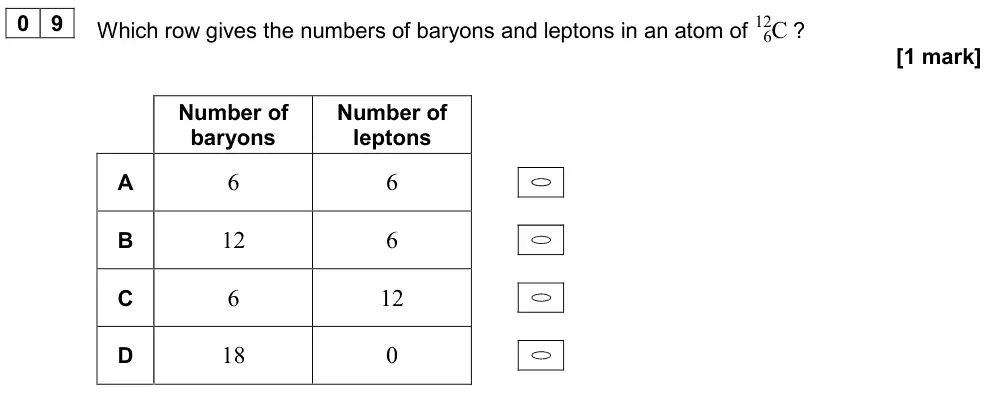 0 9 Which row gives the numbers of baryons and leptons in an atom of ¹²₆C ?
[1 mark]
Number of baryons Number of leptons
A 6 6
B 12 6
C 6 12
D 18 0